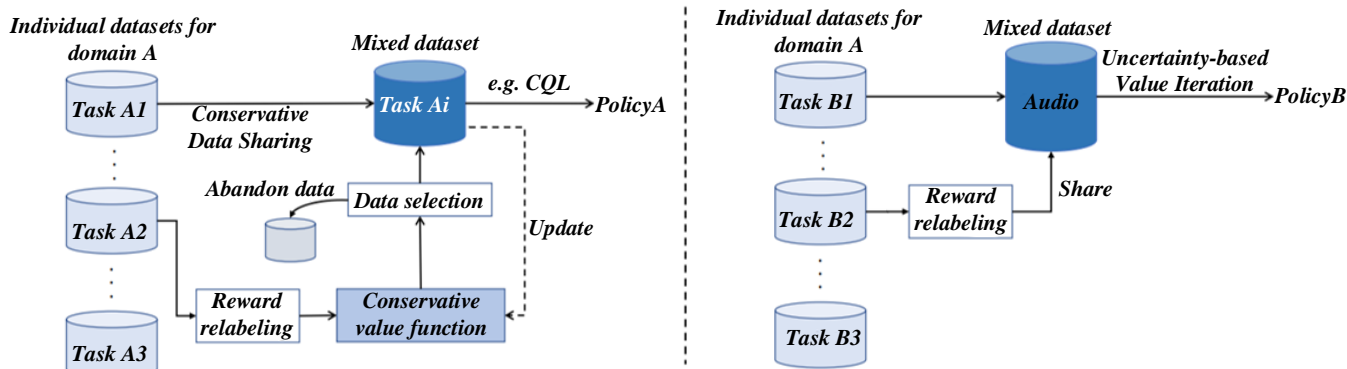 Individual datasets for
domain A
Task A1
Conservative
Data Sharing
Mixed dataset
Task Ai
e.g. CQL
PolicyA
Task A2
Abandon data
Data selection
Update
Reward
relabeling
Conservative
value function
Task A3
Individual datasets for
domain A
Task B1
Mixed dataset
Audio
Uncertainty-based
Value Iteration
PolicyB
Task B2
Reward
relabeling
Share
Task B3